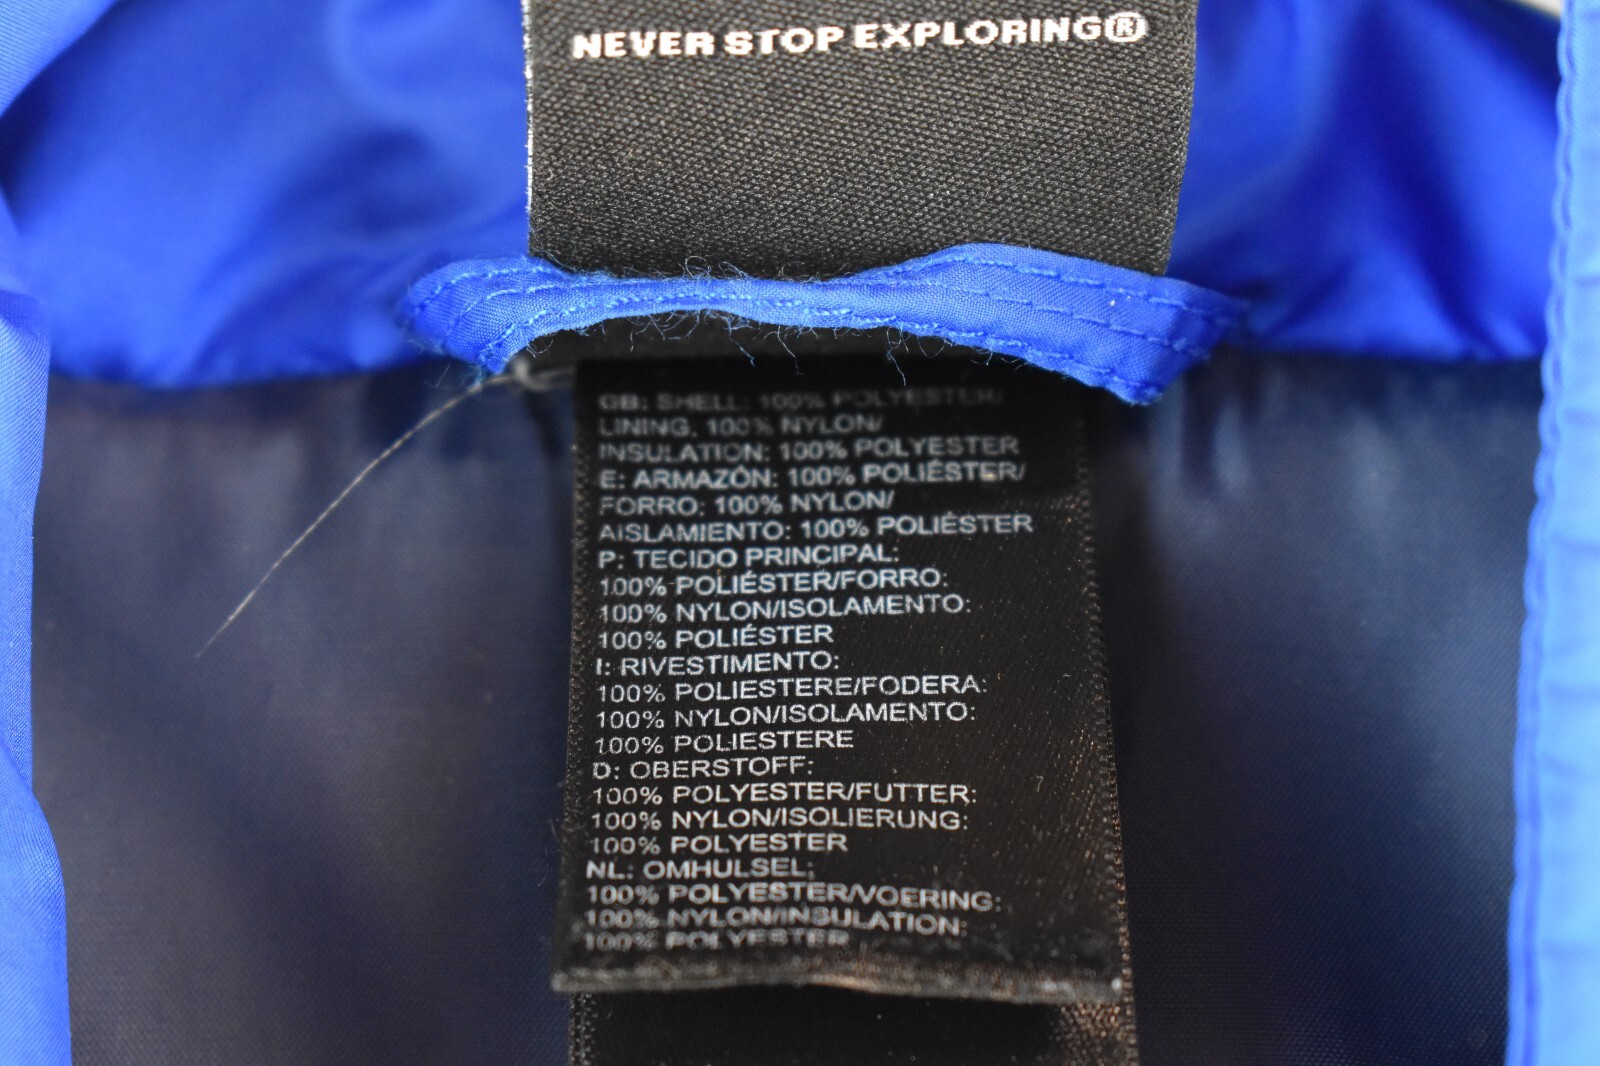 NEVER STOP EXPLORING®
GB: SHELL: 100% POLYESTER/
LINING: 100% NYLON/
INSULATION: 100% POLYESTER
E: ARMAZÓN: 100% POLIÉSTER/
FORRO: 100% NYLON/
AISLAMIENTO: 100% POLIÉSTER
P: TECIDO PRINCIPAL:
100% POLIÉSTER/FORRO:
100% NYLON/ISOLAMENTO:
100% POLIÉSTER
I: RIVESTIMENTO:
100% POLIESTERE/FODERA:
100% NYLON/ISOLAMENTO:
100% POLIESTERE
D: OBERSTOFF:
100% POLYESTER/FUTTER:
100% NYLON/ISOLIERUNG:
100% POLYESTER
NL: OMHULSEL:
100% POLYESTER/VOERING:
100% NYLON/INSULATION:
100% POLYESTER